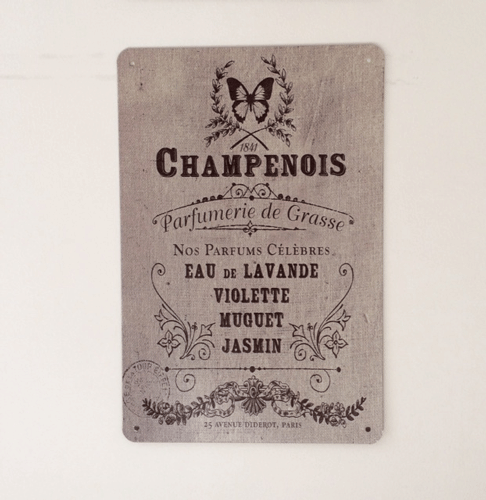 1841
CHAMPENOIS
Parfumerie de Grasse
NOS PARFUMS CÉLÈBRES
EAU DE LAVANDE
VIOLETTE
MUGUET
JASMIN
25 AVENUE DIDEROT, PARIS